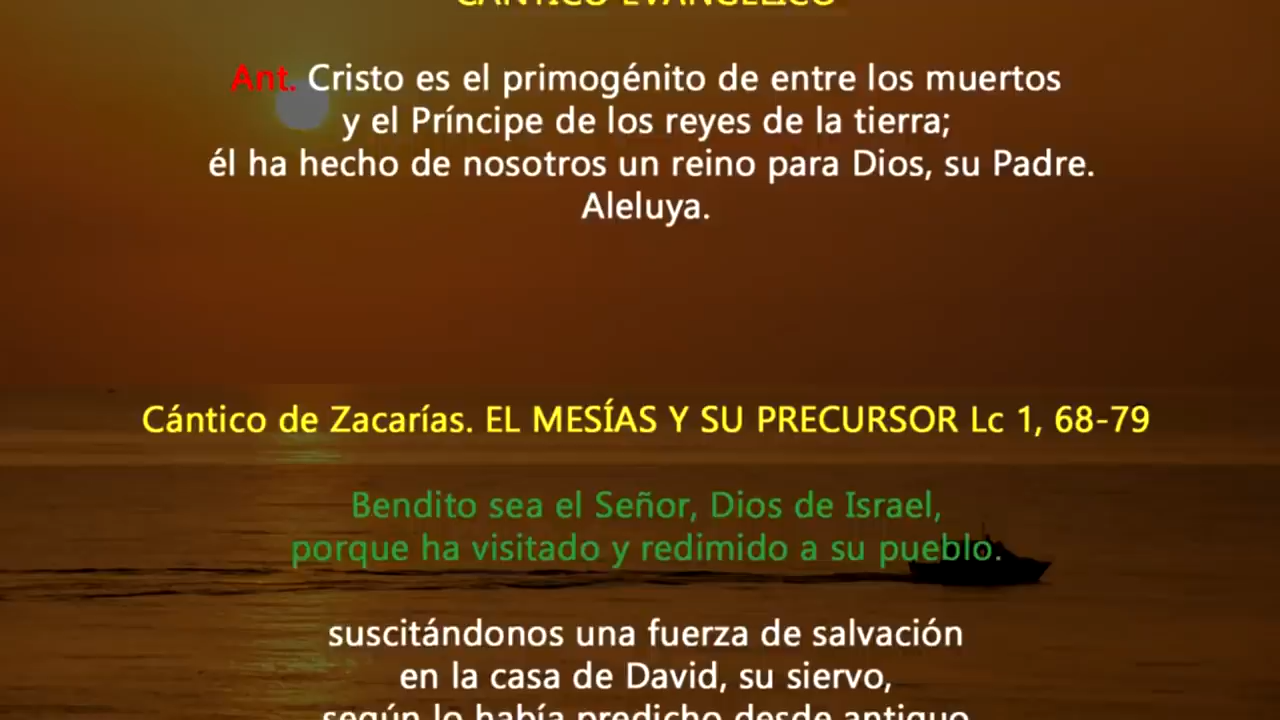 CÁNTICO EVANGÉLICO
Ant. Cristo es el primogénito de entre los muertos
y el Príncipe de los reyes de la tierra;
él ha hecho de nosotros un reino para Dios, su Padre.
Aleluya.
Cántico de Zacarías. EL MESÍAS Y SU PRECURSOR Lc 1, 68-79
Bendito sea el Señor, Dios de Israel,
porque ha visitado y redimido a su pueblo.
suscitándonos una fuerza de salvación
en la casa de David, su siervo,
según lo había predicho desde antiguo